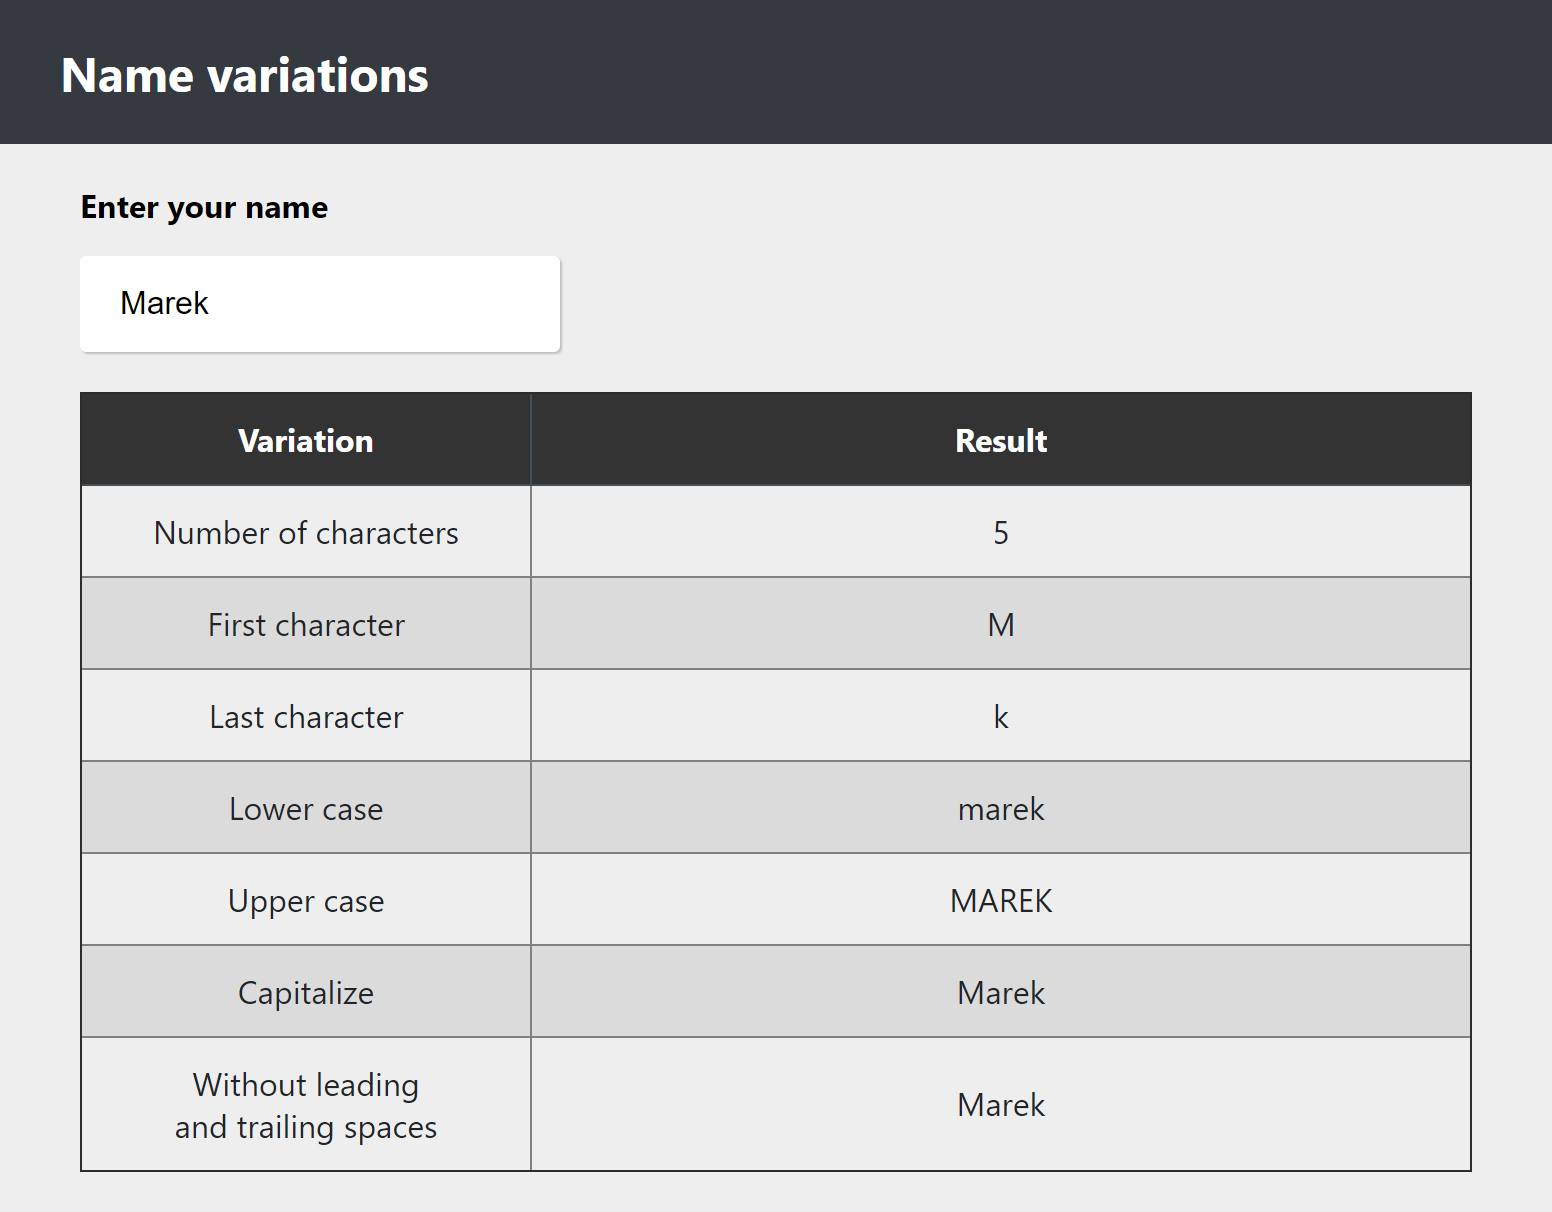 Name variations
Enter your name
Marek
Variation Result
Number of characters 5
First character M
Last character k
Lower case marek
Upper case MAREK
Capitalize Marek
Without leading
and trailing spaces Marek